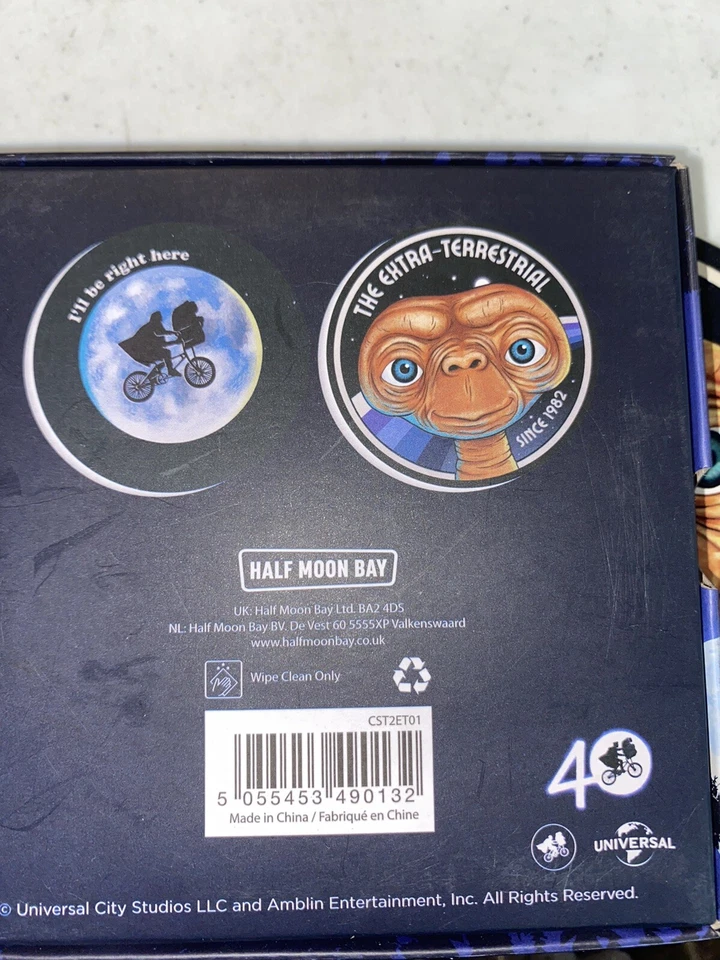 I'll be right here
THE EXTRA-TERRESTRIAL
SINCE 1982
HALF MOON BAY
UK: Half Moon Bay Ltd. BA2 4DS
NL: Half Moon Bay BV. De Vest 60 5555XP Valkenswaard
www.halfmoonbay.co.uk
Wipe Clean Only
CST2ET01
5 055453 490132
Made in China / Fabriqué en Chine
40
UNIVERSAL
© Universal City Studios LLC and Amblin Entertainment, Inc. All Rights Reserved.